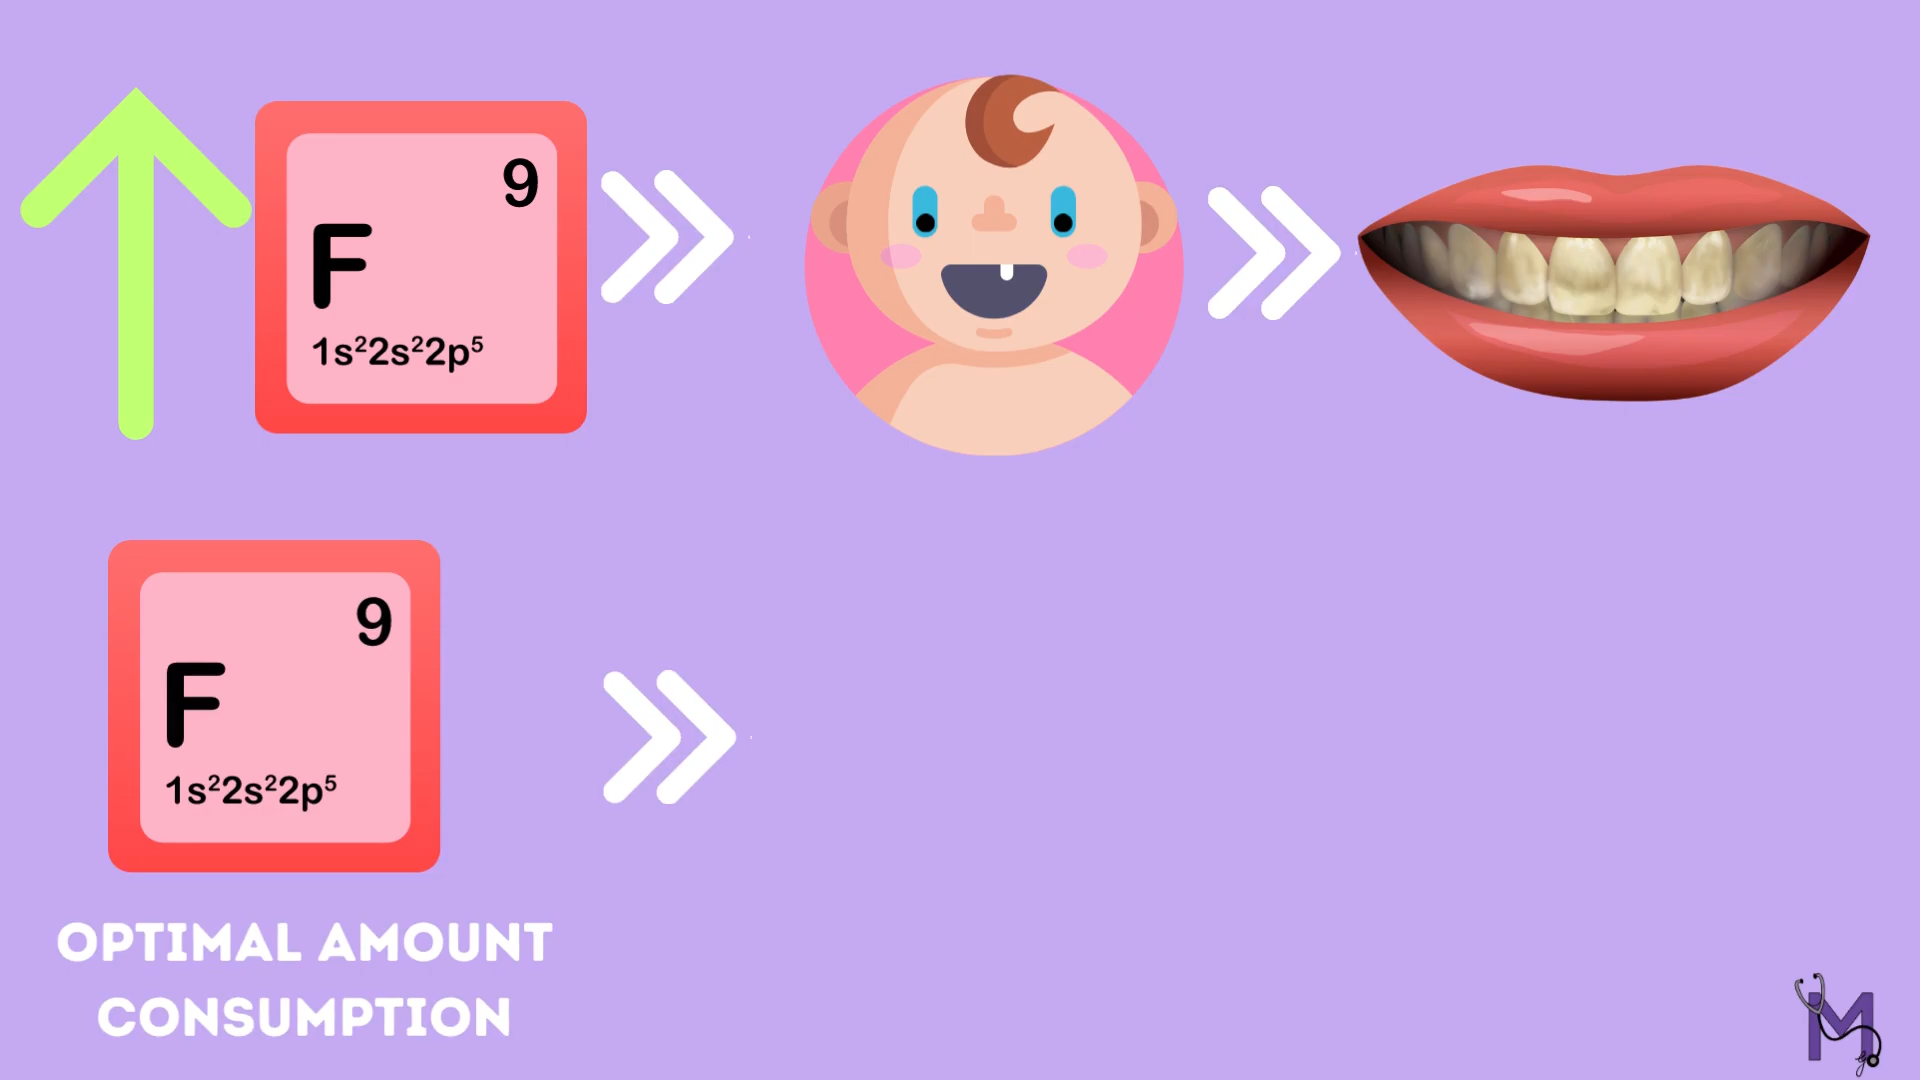 9
F
1s²2s²2p⁵
9
F
1s²2s²2p⁵
OPTIMAL AMOUNT
CONSUMPTION
M